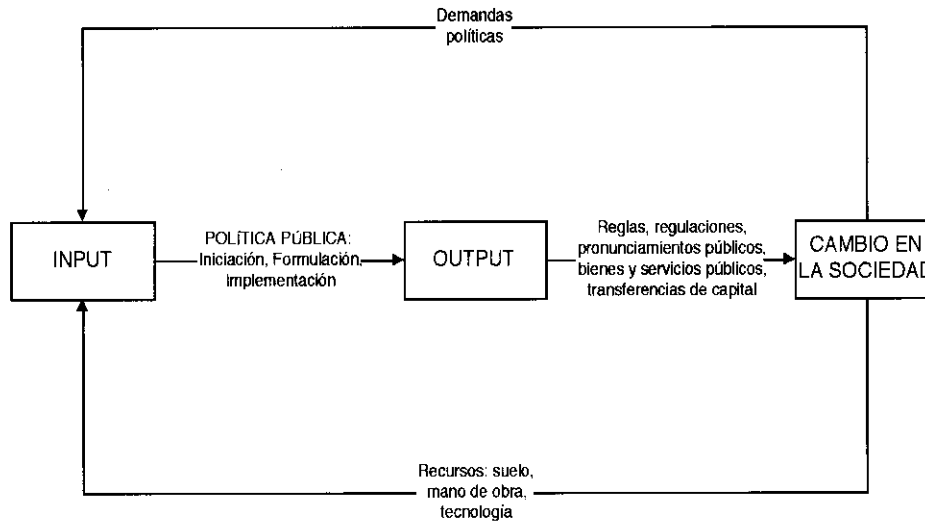 Demandas
políticas
INPUT
POLÍTICA PÚBLICA:
Iniciación, Formulación,
Implementación
OUTPUT
Reglas, regulaciones,
pronunciamientos públicos,
bienes y servicios públicos,
transferencias de capital
CAMBIO EN
LA SOCIEDAD
Recursos: suelo,
mano de obra,
tecnología